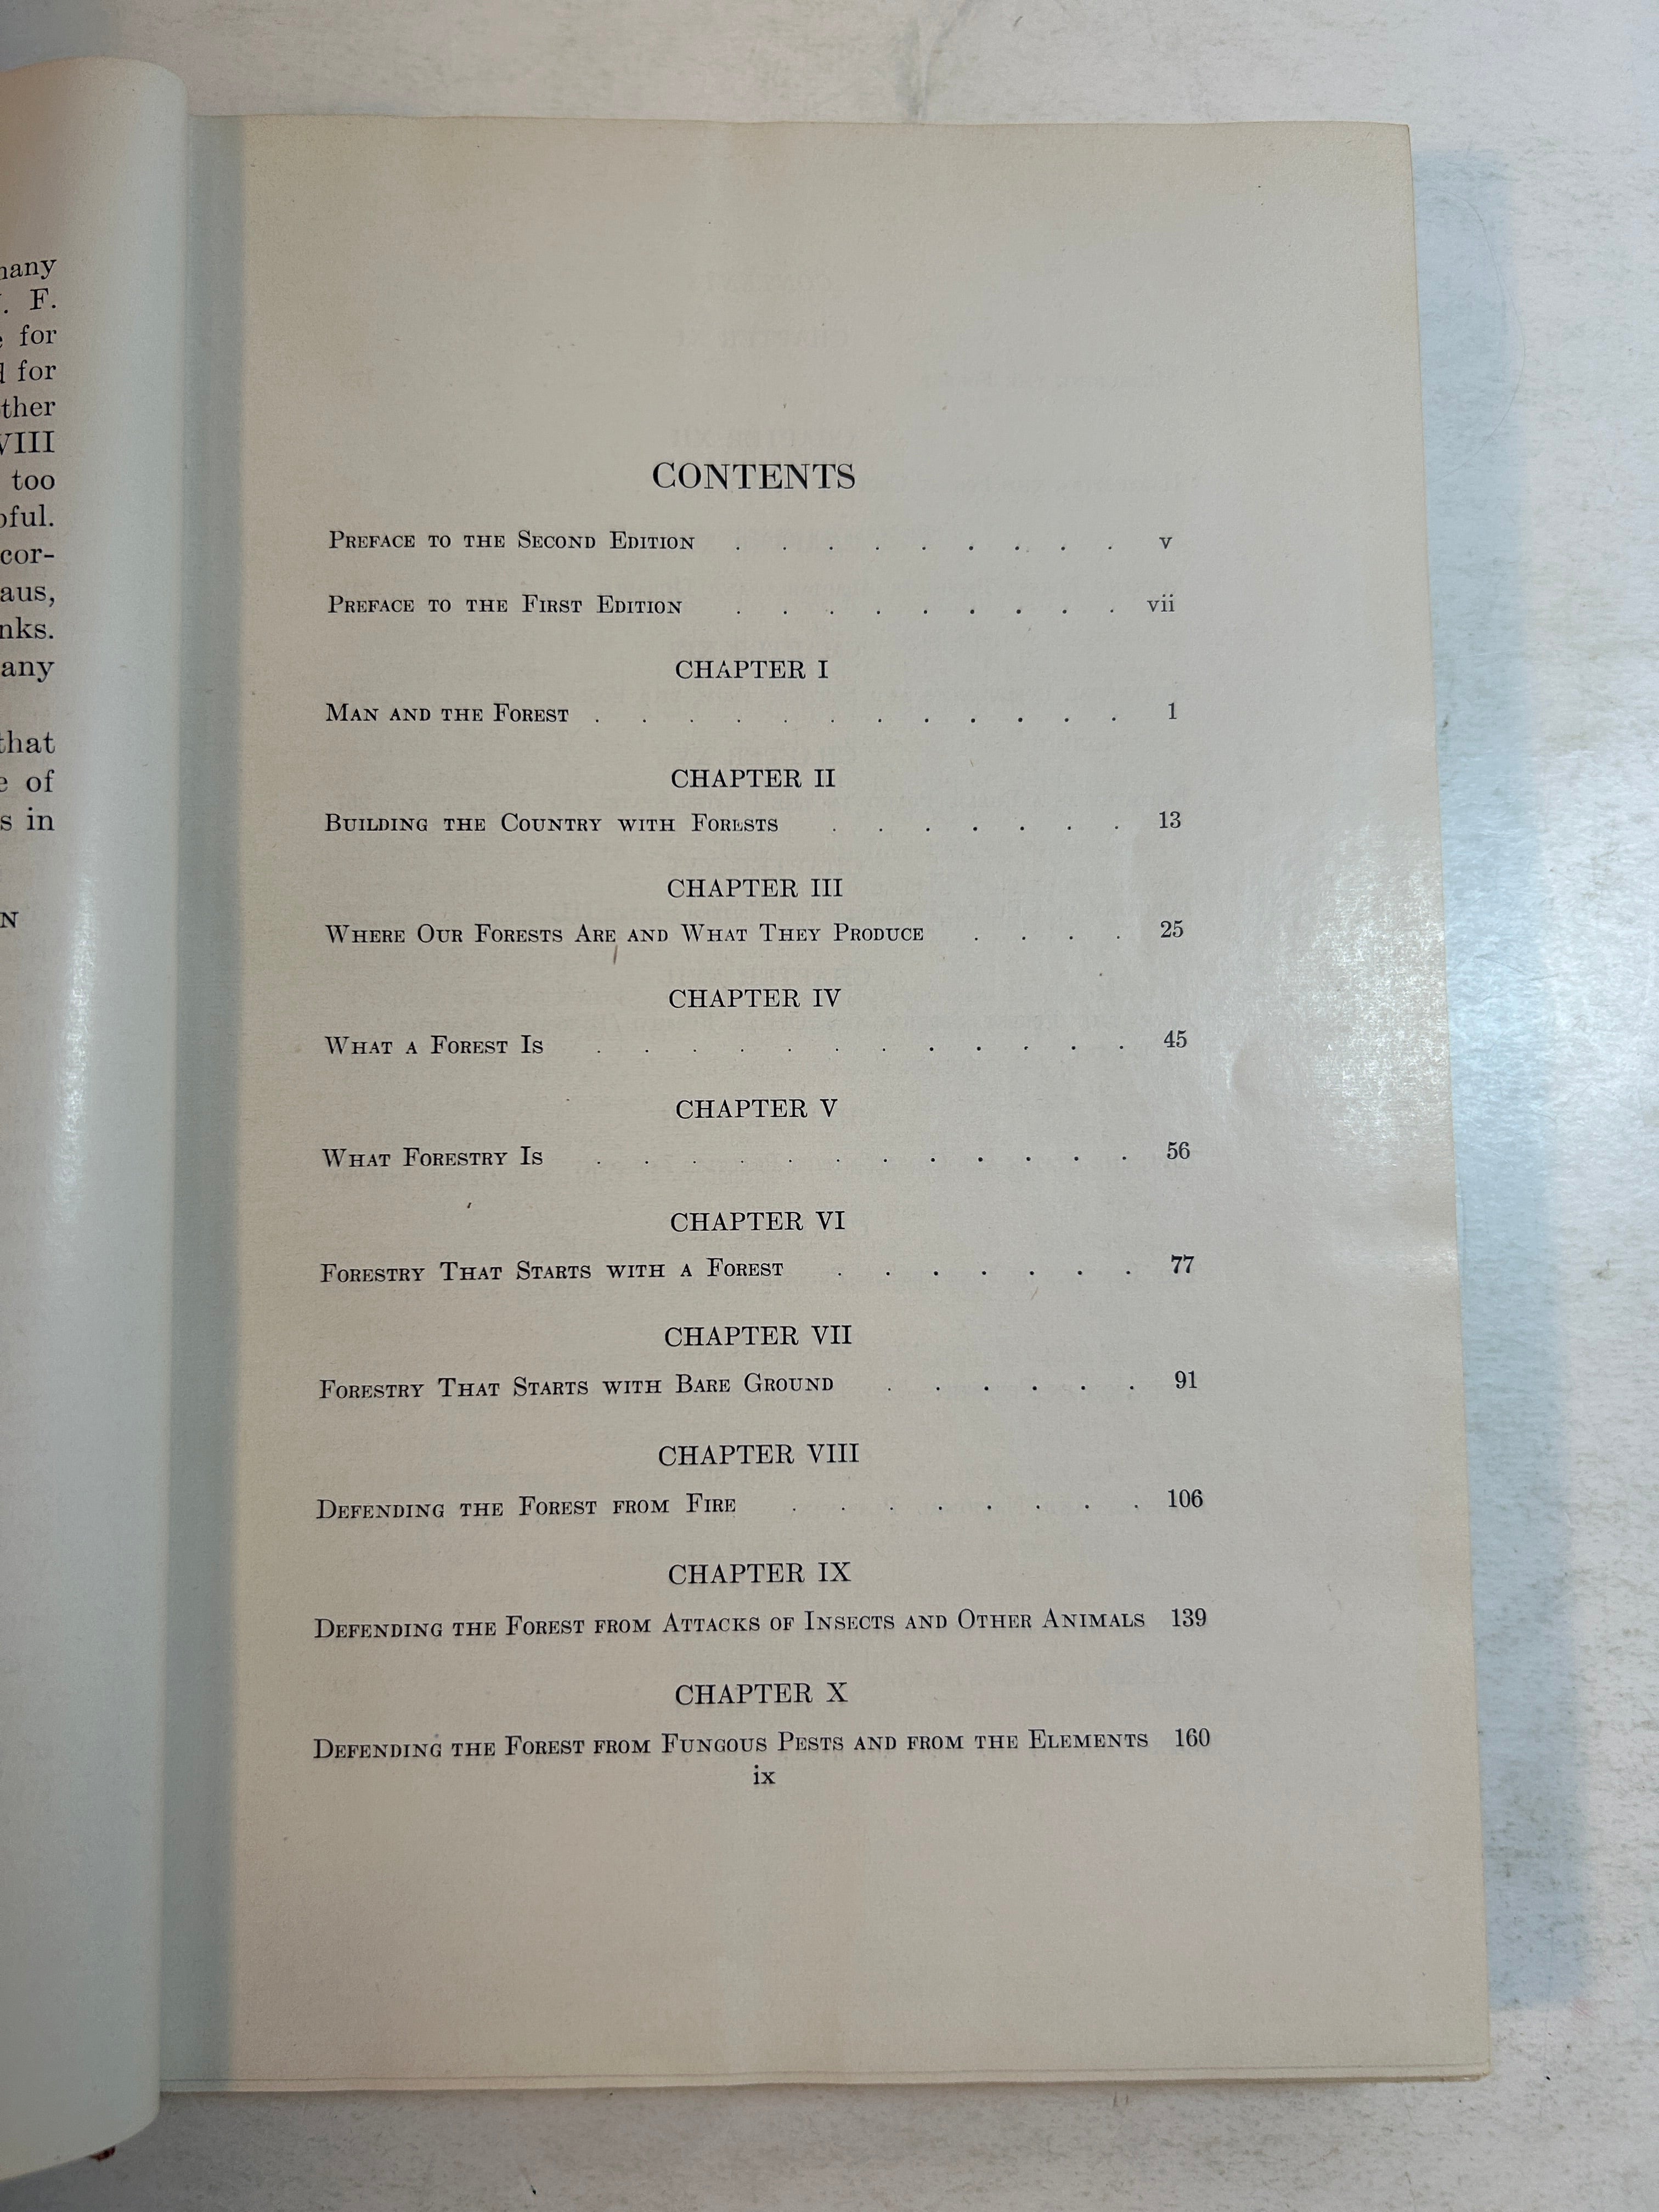 many
F.
for
for
other
VIII
too
cor-
any
that
of
in
CONTENTS
PREFACE TO THE SECOND EDITION . . . . . . . . . v
PREFACE TO THE FIRST EDITION . . . . . . . . . vii
CHAPTER I
MAN AND THE FOREST . . . . . . . . . . . . 1
CHAPTER II
BUILDING THE COUNTRY WITH FORESTS . . . . . . . 13
CHAPTER III
WHERE OUR FORESTS ARE AND WHAT THEY PRODUCE . . . . 25
CHAPTER IV
WHAT A FOREST IS . . . . . . . . . . . . 45
CHAPTER V
WHAT FORESTRY IS . . . . . . . . . . . . 56
CHAPTER VI
FORESTRY THAT STARTS WITH A FOREST . . . . . . . 77
CHAPTER VII
FORESTRY THAT STARTS WITH BARE GROUND . . . . . . 91
CHAPTER VIII
DEFENDING THE FOREST FROM FIRE . . . . . . . . 106
CHAPTER IX
DEFENDING THE FOREST FROM ATTACKS OF INSECTS AND OTHER ANIMALS 139
CHAPTER X
DEFENDING THE FOREST FROM FUNGOUS PESTS AND FROM THE ELEMENTS 160
ix